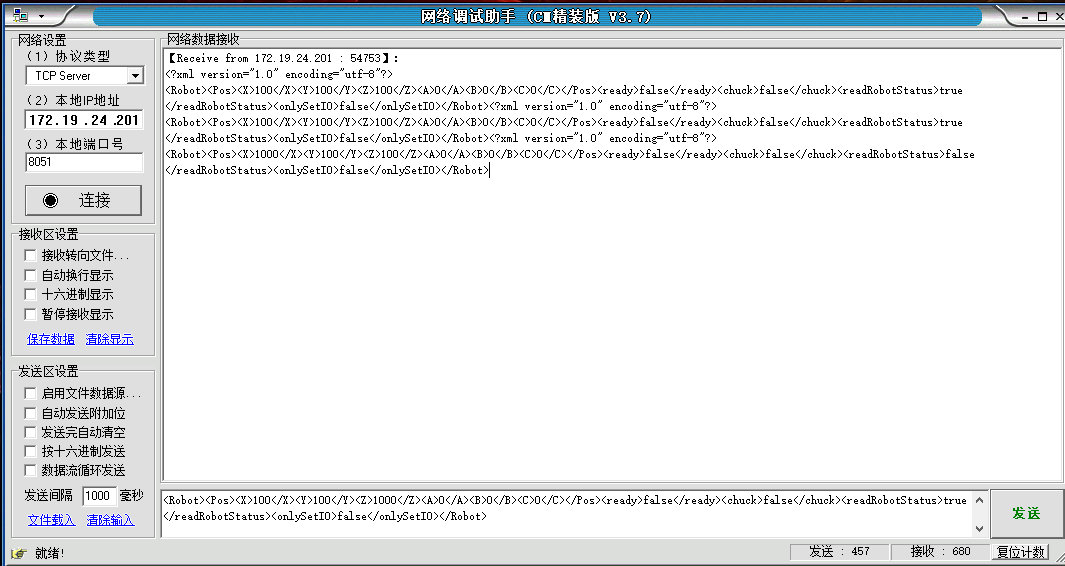 网络调试助手 (CⅢ精装版 V3.7)
网络设置
(1) 协议类型
TCP Server
(2) 本地IP地址
172.19 .24 .201
(3) 本地端口号
8051
连接
接收区设置
接收转向文件...
自动换行显示
十六进制显示
暂停接收显示
保存数据 清除显示
发送区设置
启用文件数据源...
自动发送附加位
发送完自动清空
按十六进制发送
数据流循环发送
发送间隔 1000 毫秒
文件载入 清除输入
网络数据接收
【Receive from 172.19.24.201 : 54753】:
<?xml version="1.0" encoding="utf-8"?>
<Robot><Pos><X>100</X><Y>100</Y><Z>100</Z><A>0</A><B>0</B><C>0</C></Pos><ready>false</ready><chuck>false</chuck><readRobotStatus>true
</readRobotStatus><onlySetIO>false</onlySetIO></Robot><?xml version="1.0" encoding="utf-8"?>
<Robot><Pos><X>100</X><Y>100</Y><Z>100</Z><A>0</A><B>0</B><C>0</C></Pos><ready>false</ready><chuck>false</chuck><readRobotStatus>true
</readRobotStatus><onlySetIO>false</onlySetIO></Robot><?xml version="1.0" encoding="utf-8"?>
<Robot><Pos><X>1000</X><Y>100</Y><Z>100</Z><A>0</A><B>0</B><C>0</C></Pos><ready>false</ready><chuck>false</chuck><readRobotStatus>false
</readRobotStatus><onlySetIO>false</onlySetIO></Robot>
<Robot><Pos><X>100</X><Y>100</Y><Z>1000</Z><A>0</A><B>0</B><C>0</C></Pos><ready>false</ready><chuck>false</chuck><readRobotStatus>true
</readRobotStatus><onlySetIO>false</onlySetIO></Robot>
发送
就绪!
发送 : 457
接收 : 680
复位计数